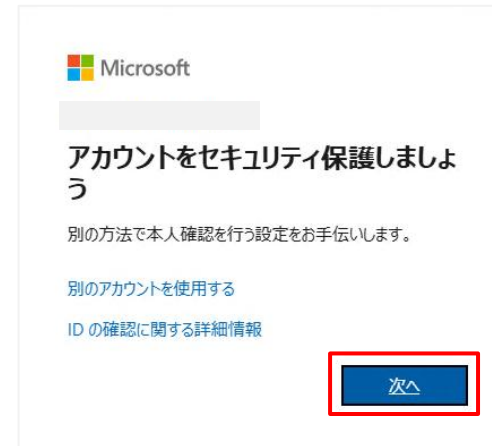 Microsoft
アカウントをセキュリティ保護しましょ
う
別の方法で本人確認を行う設定をお手伝いします。
別のアカウントを使用する
ID の確認に関する詳細情報
次へ